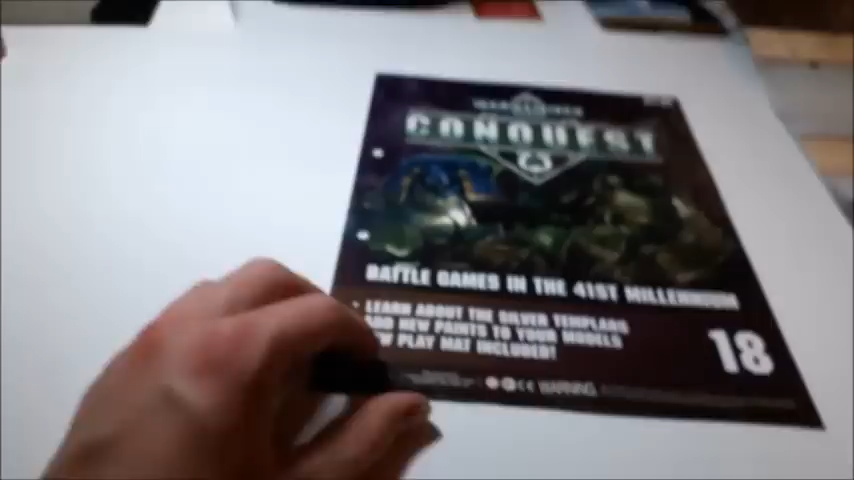 CONQUEST
BATTLE GAMES IN THE 41ST MILLENNIUM
LEARN ABOUT THE SILVER TEMPLARS
NEW PAINTS TO YOUR MODELS
PLAY MAT INCLUDED!
18
WARNING